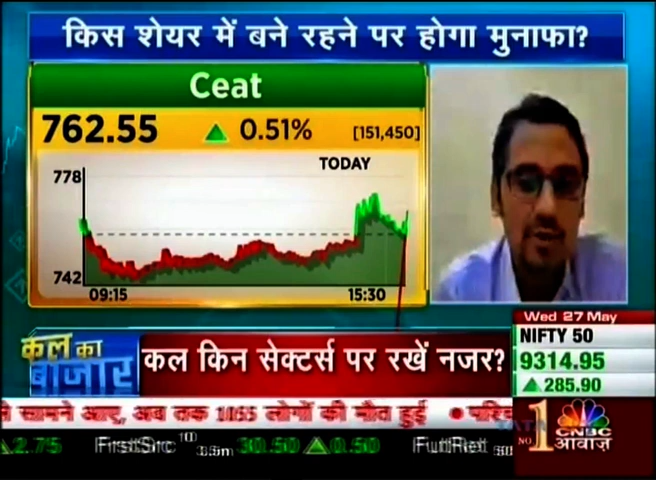 किस शेयर में बने रहने पर होगा मुनाफा?
Ceat
762.55 ▲ 0.51% [151,450]
TODAY
778
742
09:15 15:30
Wed 27 May
NIFTY 50
9314.95
▲285.90
कल का बाजार
कल किन सेक्टर्स पर रखें नजर?
से सामने आए, अब तक लोगों की मौत हुई
No 1 CNBC आवाज़
▲2.75 FirstSrc 30.50 ▲0.50 FutRet